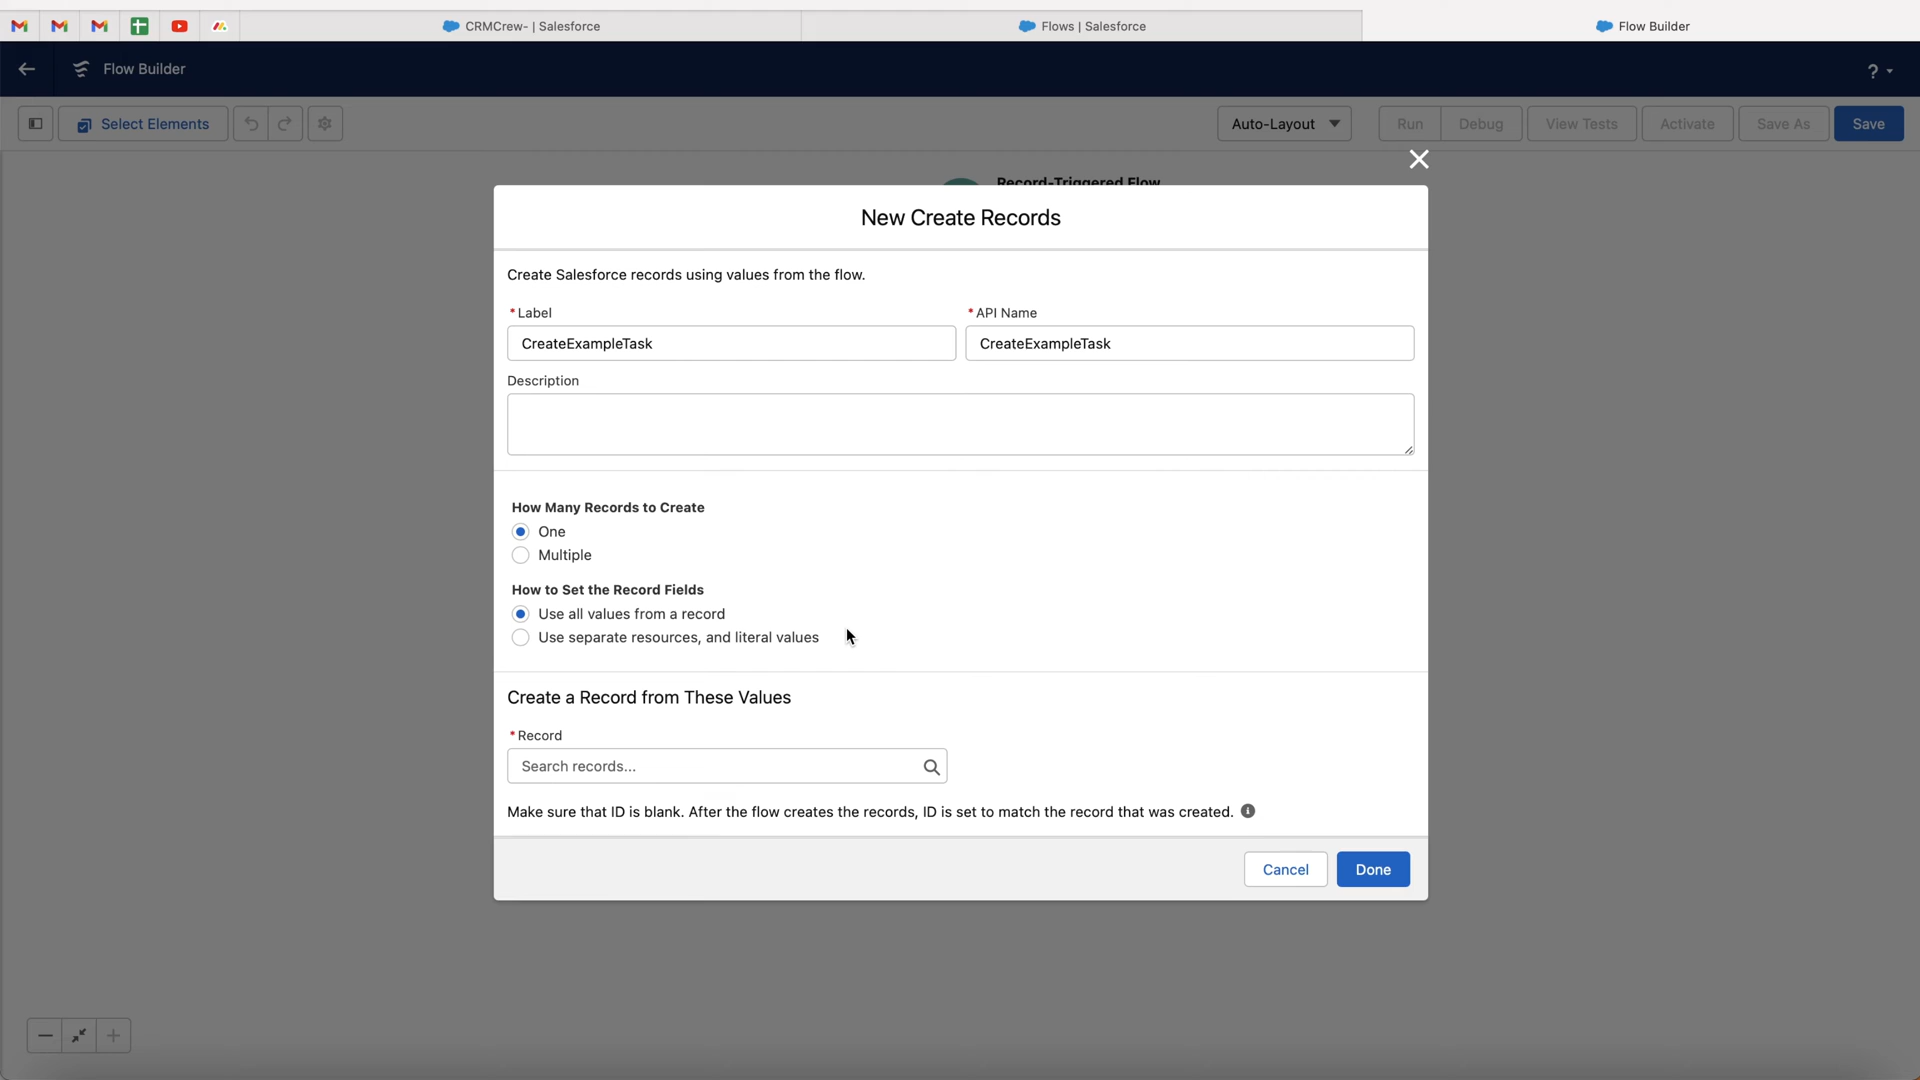 CRMCrew- | Salesforce
Flows | Salesforce
Flow Builder
Flow Builder
?
Select Elements
Auto-Layout
Run
Debug
View Tests
Activate
Save As
Save
Record-Triggered Flow
New Create Records
Create Salesforce records using values from the flow.
* Label
* API Name
CreateExampleTask
CreateExampleTask
Description
How Many Records to Create
One
Multiple
How to Set the Record Fields
Use all values from a record
Use separate resources, and literal values
Create a Record from These Values
* Record
Search records...
Make sure that ID is blank. After the flow creates the records, ID is set to match the record that was created.
Cancel
Done